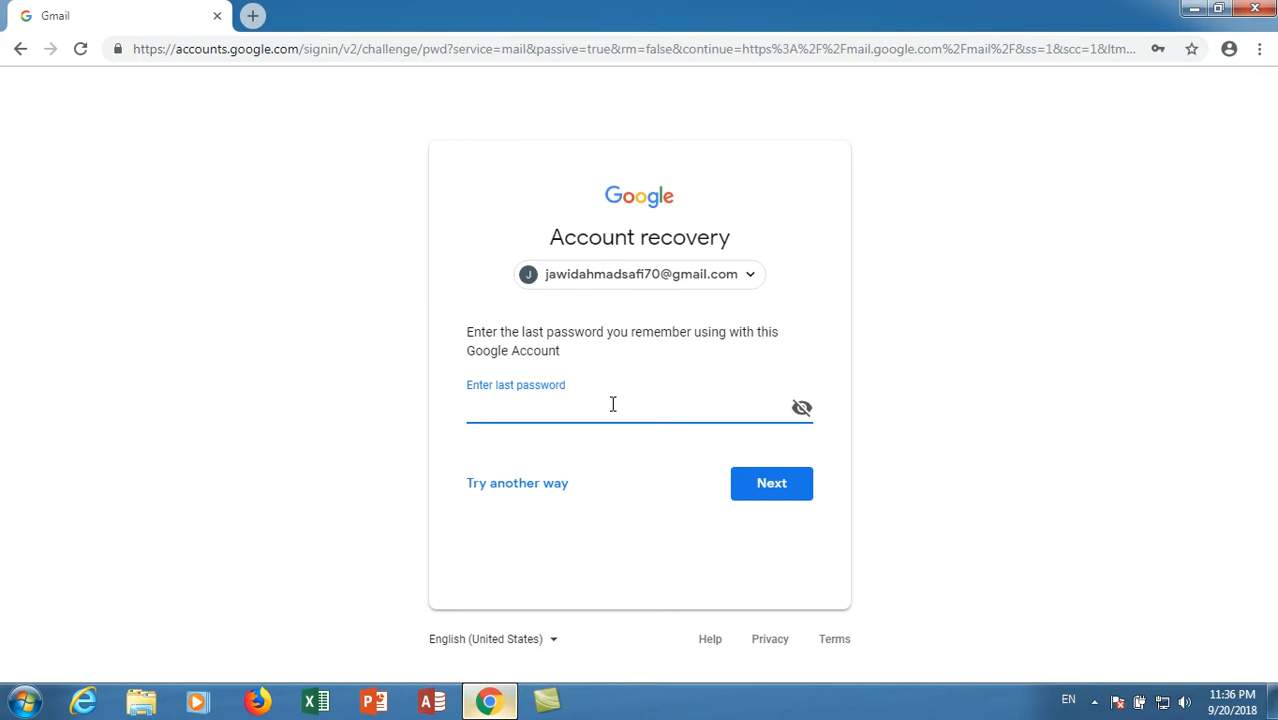 Gmail
https://accounts.google.com/signin/v2/challenge/pwd?service=mail&passive=true&rm=false&continue=https%3A%2F%2Fmail.google.com%2Fmail%2F&ss=1&scc=1&ltm...
Google
Account recovery
J jawidahmadsafi70@gmail.com
Enter the last password you remember using with this
Google Account
Enter last password
Try another way
Next
English (United States)
Help
Privacy
Terms
EN
11:36 PM
9/20/2018